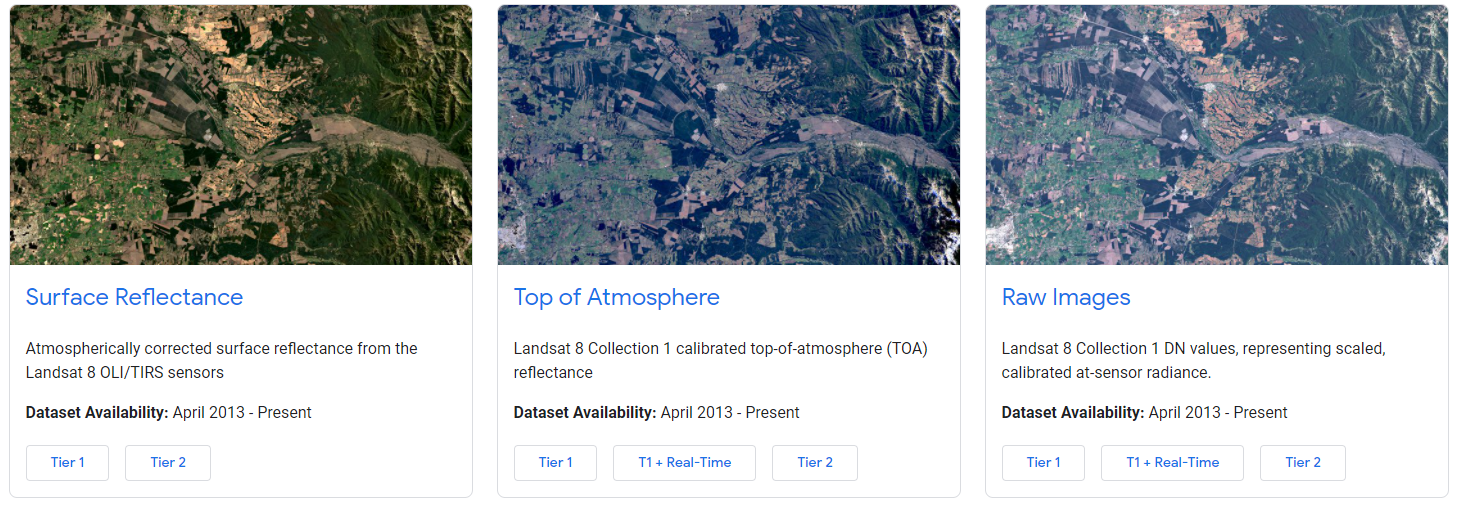 Surface Reflectance
Atmospherically corrected surface reflectance from the
Landsat 8 OLI/TIRS sensors
Dataset Availability: April 2013 - Present
Tier 1
Tier 2
Top of Atmosphere
Landsat 8 Collection 1 calibrated top-of-atmosphere (TOA)
reflectance
Dataset Availability: April 2013 - Present
Tier 1
T1 + Real-Time
Tier 2
Raw Images
Landsat 8 Collection 1 DN values, representing scaled,
calibrated at-sensor radiance.
Dataset Availability: April 2013 - Present
Tier 1
T1 + Real-Time
Tier 2